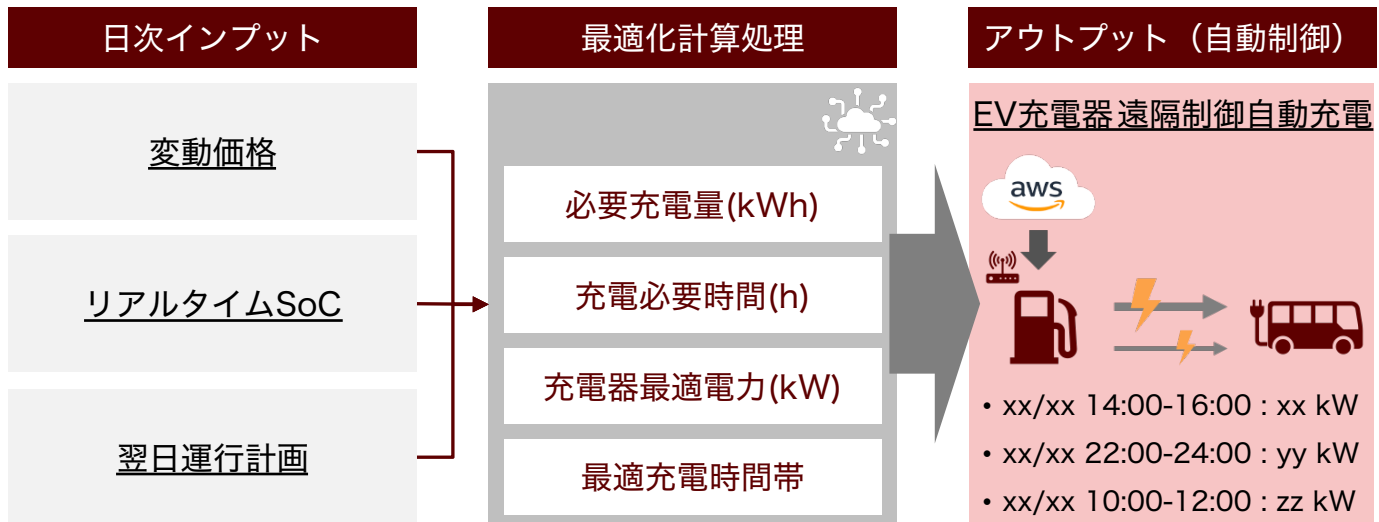 日次インプット
変動価格
リアルタイムSoC
翌日運行計画
最適化計算処理
必要充電量(kWh)
充電必要時間(h)
充電器最適電力(kW)
最適充電時間帯
アウトプット（自動制御）
EV充電器遠隔制御自動充電
aws
・xx/xx 14:00-16:00 : xx kW
・xx/xx 22:00-24:00 : yy kW
・xx/xx 10:00-12:00 : zz kW